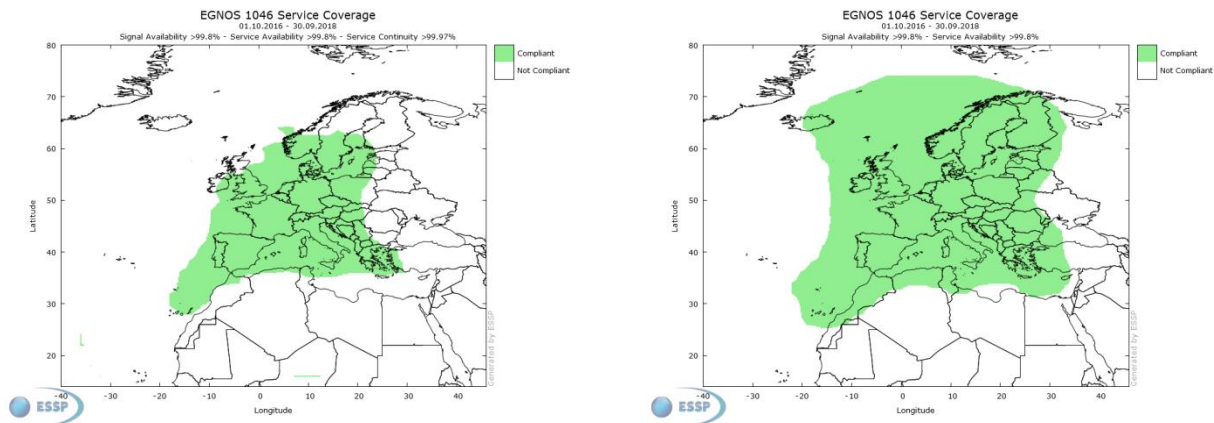 EGNOS 1046 Service Coverage
01.10.2016 - 30.09.2018
Signal Availability >99.8% - Service Availability >99.8% - Service Continuity >99.97%
80
70
60
50
40
30
20
Latitude
-40
-30
-20
-10
0
10
20
30
40
Longitude
Compliant
Not Compliant
Generated by ESSP
ESSP
EGNOS 1046 Service Coverage
01.10.2016 - 30.09.2018
Signal Availability >99.8% - Service Availability >99.8%
80
70
60
50
40
30
20
Latitude
-40
-30
-20
-10
0
10
20
30
40
Longitude
Compliant
Not Compliant
Generated by ESSP
ESSP